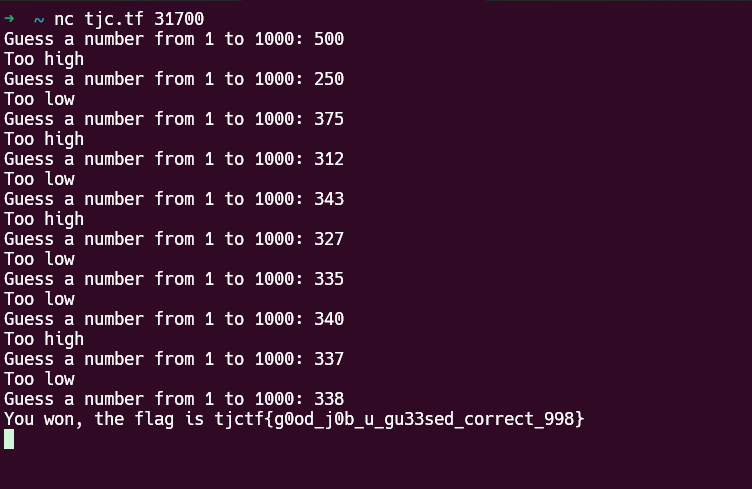 → ~ nc tjc.tf 31700
Guess a number from 1 to 1000: 500
Too high
Guess a number from 1 to 1000: 250
Too low
Guess a number from 1 to 1000: 375
Too high
Guess a number from 1 to 1000: 312
Too low
Guess a number from 1 to 1000: 343
Too high
Guess a number from 1 to 1000: 327
Too low
Guess a number from 1 to 1000: 335
Too low
Guess a number from 1 to 1000: 340
Too high
Guess a number from 1 to 1000: 337
Too low
Guess a number from 1 to 1000: 338
You won, the flag is tjctf{g0od_j0b_u_gu33sed_correct_998}